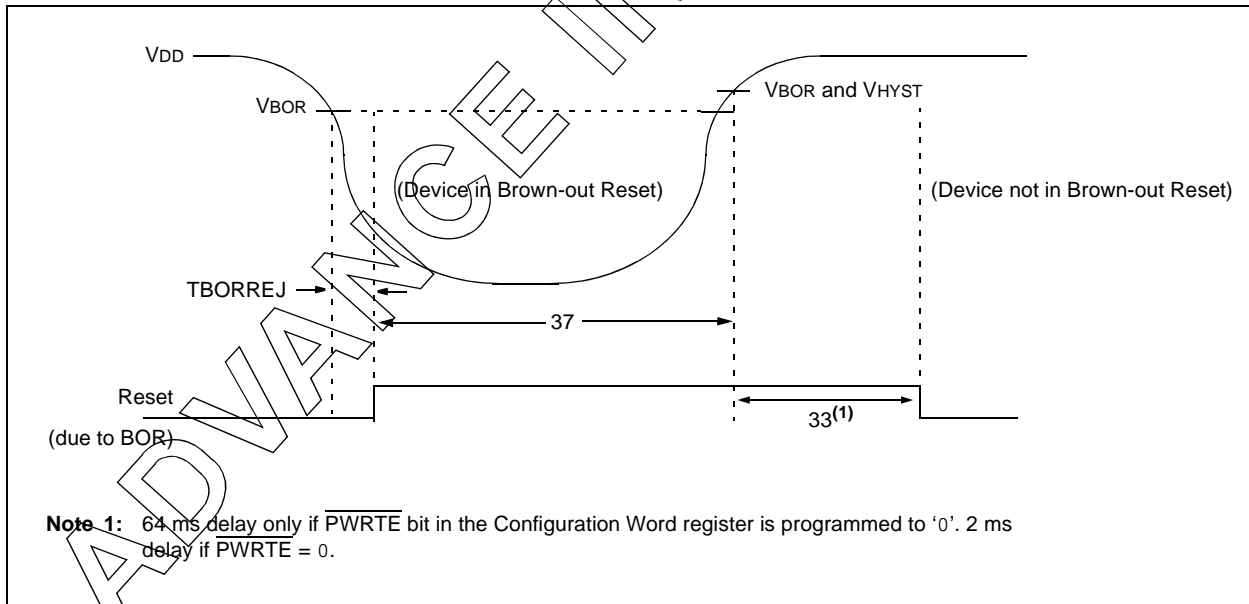 VDD
VBOR
VBOR and VHYST
(Device in Brown-out Reset)
(Device not in Brown-out Reset)
TBORREJ
37
Reset
(due to BOR)
33(1)
Note 1: 64 ms delay only if PWRTE bit in the Configuration Word register is programmed to ‘0’. 2 ms
delay if PWRTE = 0.
ADVANCE